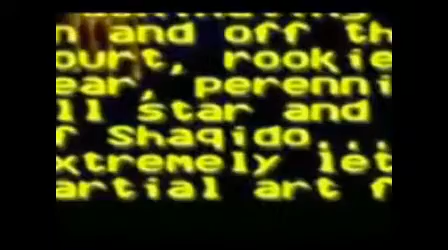 n and off th
ourt, rookie
ear, perenni
ll star and
f Shaqido...
xtremely let
artial art f